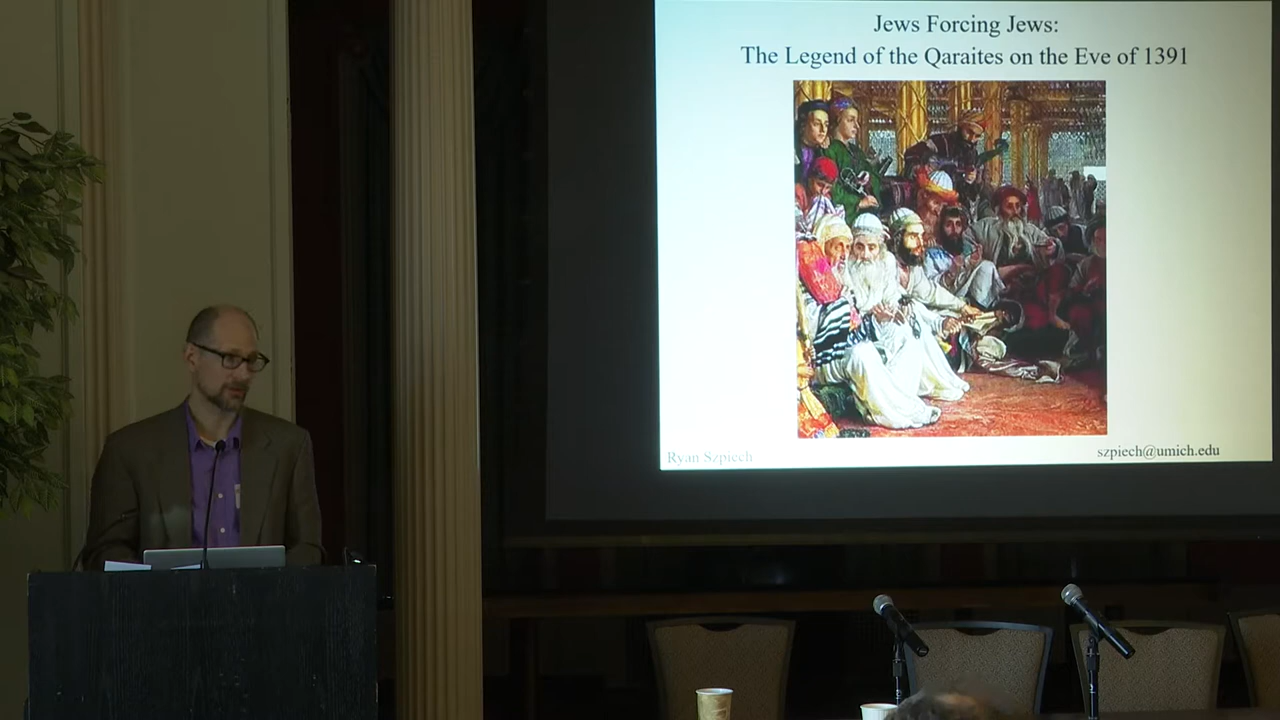 Jews Forcing Jews:
The Legend of the Qaraites on the Eve of 1391
Ryan Szpiech
szpiech@umich.edu